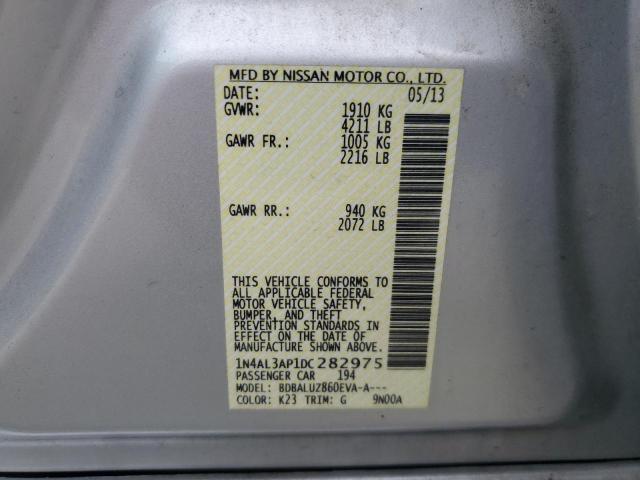 MFD BY NISSAN MOTOR CO., LTD.
DATE: 05/13
GVWR: 1910 KG
4211 LB
GAWR FR.: 1005 KG
2216 LB
GAWR RR.: 940 KG
2072 LB
THIS VEHICLE CONFORMS TO
ALL APPLICABLE FEDERAL
MOTOR VEHICLE SAFETY,
BUMPER, AND THEFT
PREVENTION STANDARDS IN
EFFECT ON THE DATE OF
MANUFACTURE SHOWN ABOVE.
1N4AL3AP1DC282975
PASSENGER CAR 194
MODEL: BDBALUZ860EVA-A---
COLOR: K23 TRIM: G 9N00A